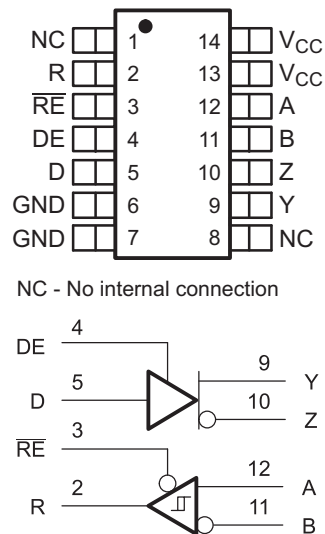 NC 1 14 VCC
R 2 13 VCC
RE 3 12 A
DE 4 11 B
D 5 10 Z
GND 6 9 Y
GND 7 8 NC
NC - No internal connection
DE 4
D 5 9 Y
10 Z
RE 3
R 2 12 A
11 B